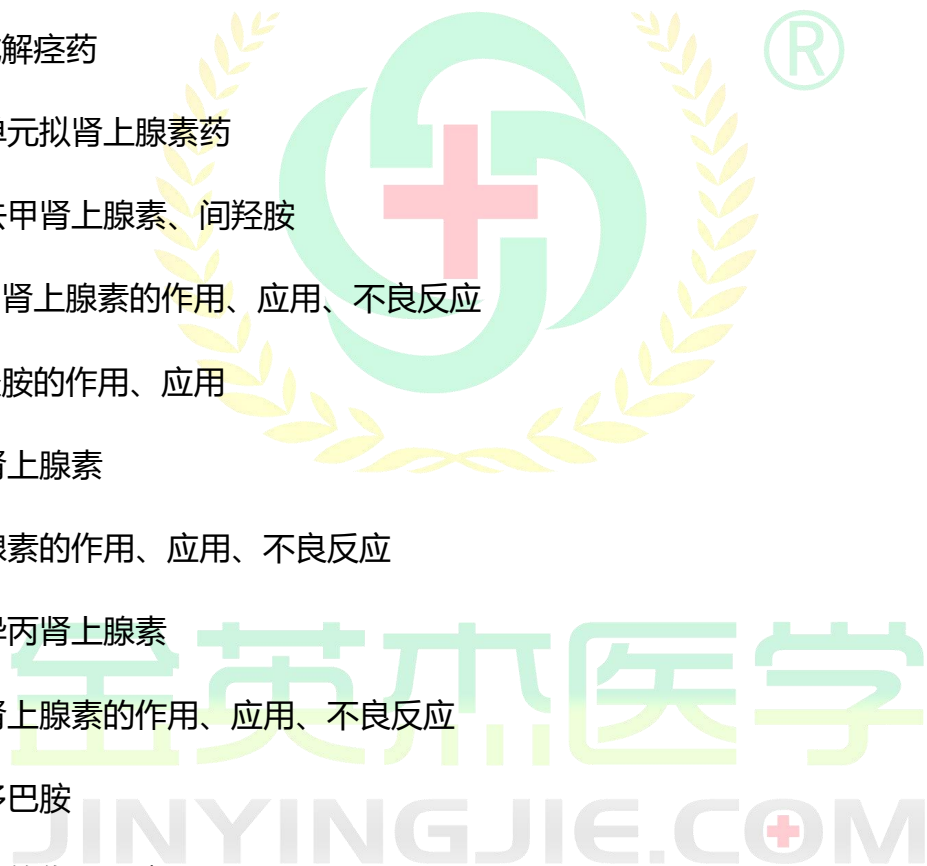 解痉药
单元拟肾上腺素药
去甲肾上腺素、间羟胺
肾上腺素的作用、应用、不良反应
胺的作用、应用
肾上腺素
腺素的作用、应用、不良反应
异丙肾上腺素
肾上腺素的作用、应用、不良反应
多巴胺
®
金英杰医学
JINYINGJIE.COM